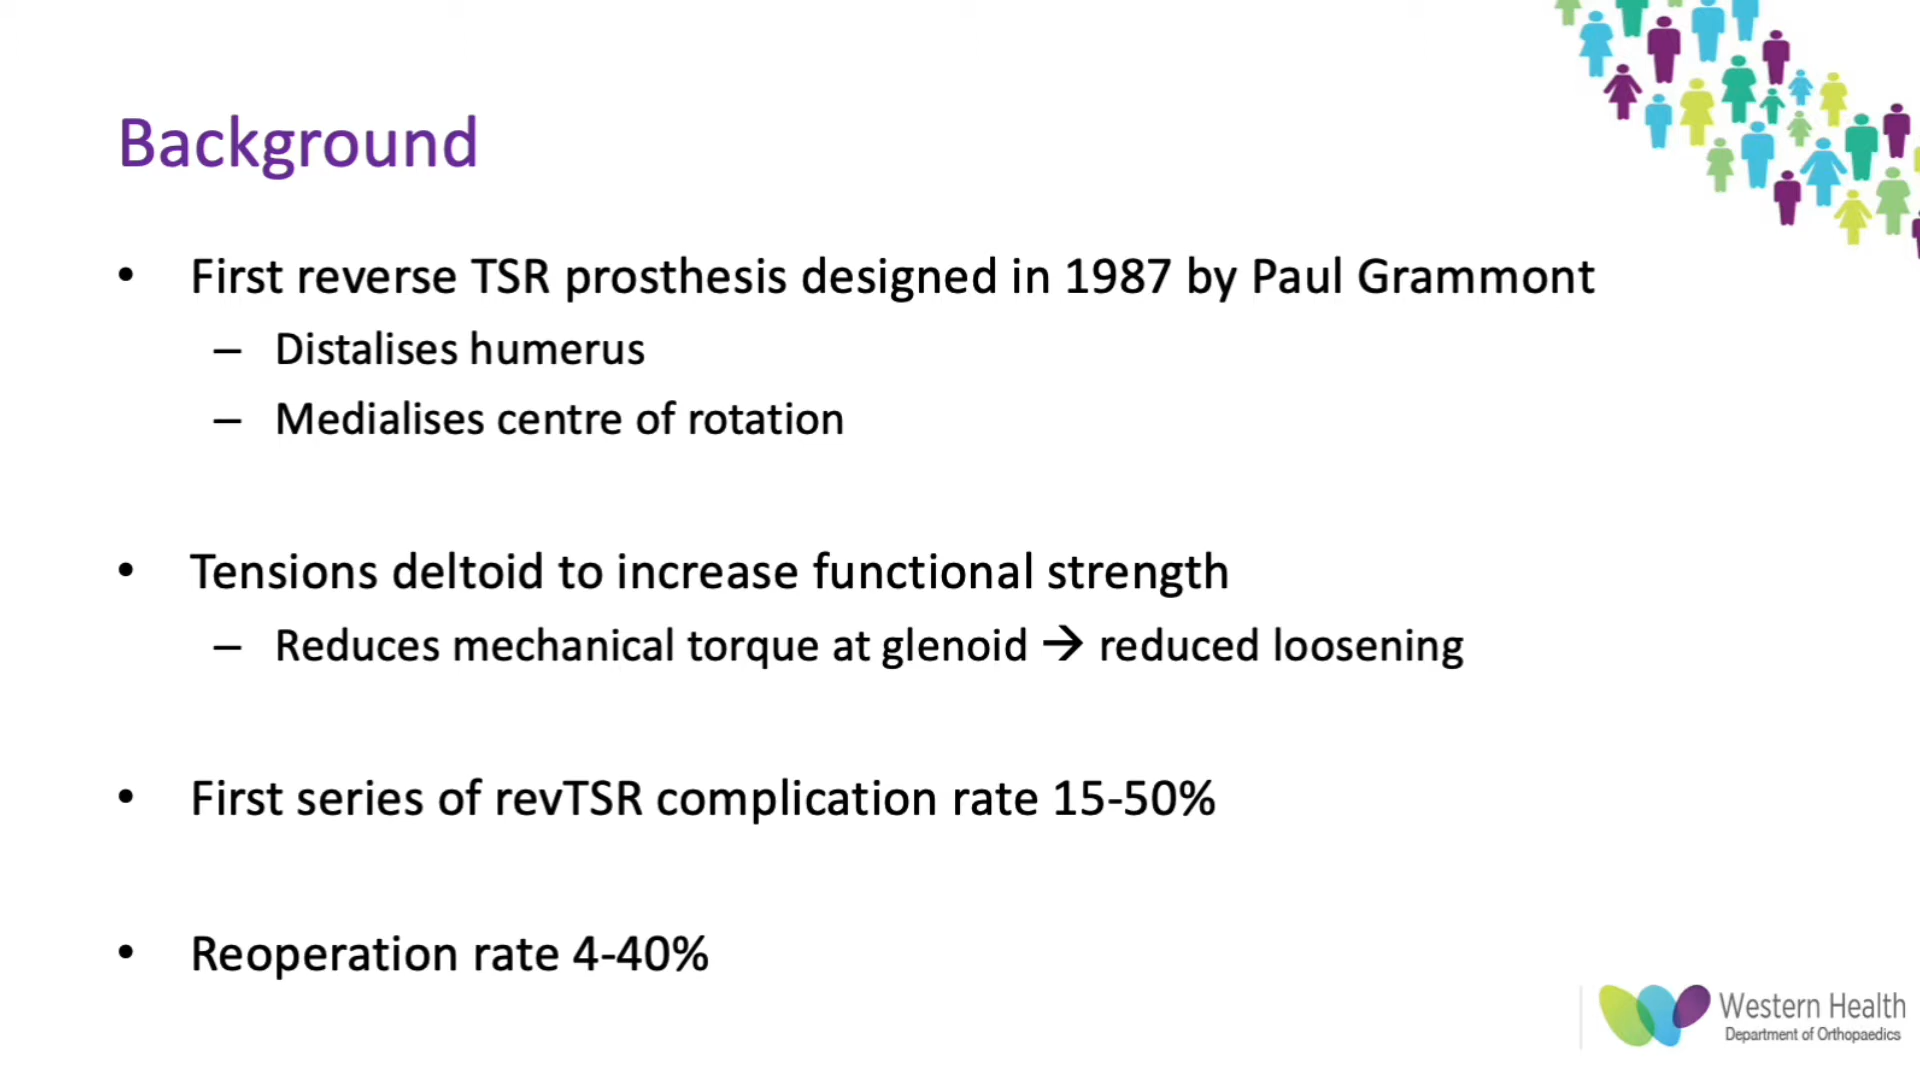 Background
• First reverse TSR prosthesis designed in 1987 by Paul Grammont
– Distalises humerus
– Medialises centre of rotation
• Tensions deltoid to increase functional strength
– Reduces mechanical torque at glenoid → reduced loosening
• First series of revTSR complication rate 15-50%
• Reoperation rate 4-40%
Western Health
Department of Orthopaedics